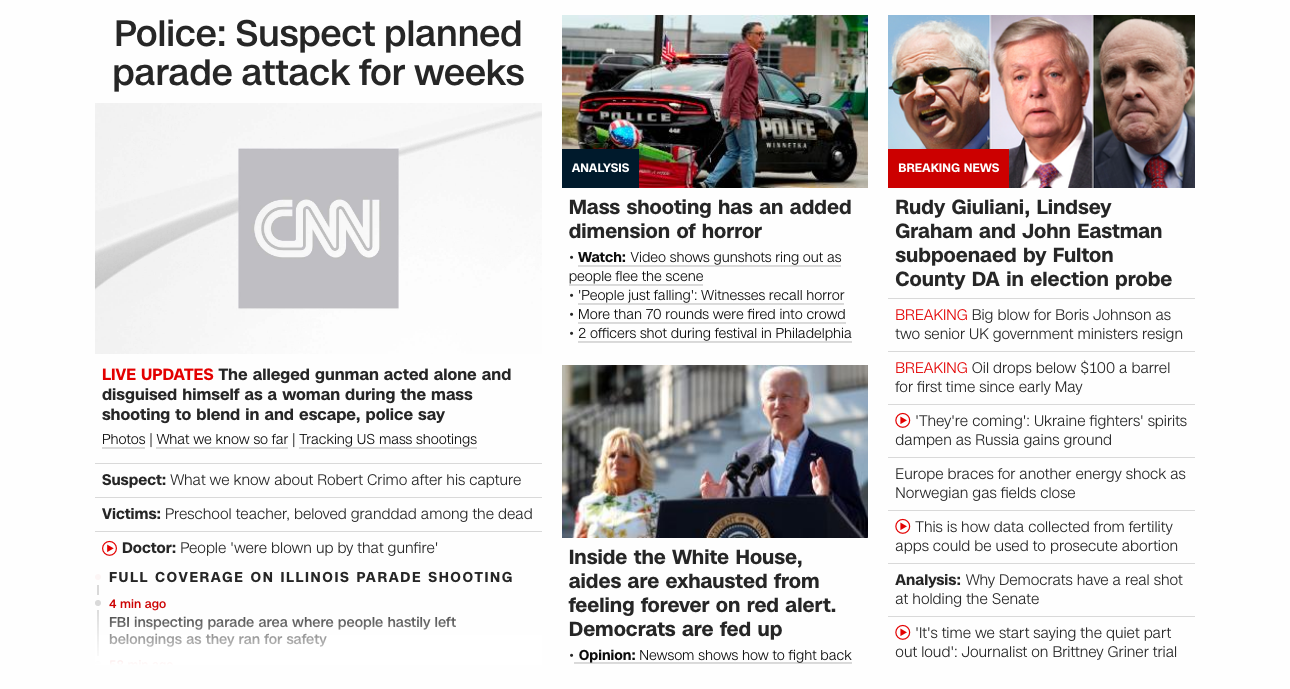 Police: Suspect planned
parade attack for weeks
CNN
LIVE UPDATES The alleged gunman acted alone and
disguised himself as a woman during the mass
shooting to blend in and escape, police say
Photos | What we know so far | Tracking US mass shootings
Suspect: What we know about Robert Crimo after his capture
Victims: Preschool teacher, beloved granddad among the dead
Doctor: People 'were blown up by that gunfire'
FULL COVERAGE ON ILLINOIS PARADE SHOOTING
4 min ago
FBI inspecting parade area where people hastily left
belongings as they ran for safety
POLICE
442
POLICE
WINNETKA
ANALYSIS
Mass shooting has an added
dimension of horror
• Watch: Video shows gunshots ring out as
people flee the scene
• 'People just falling': Witnesses recall horror
• More than 70 rounds were fired into crowd
• 2 officers shot during festival in Philadelphia
Inside the White House,
aides are exhausted from
feeling forever on red alert.
Democrats are fed up
• Opinion: Newsom shows how to fight back
BREAKING NEWS
Rudy Giuliani, Lindsey
Graham and John Eastman
subpoenaed by Fulton
County DA in election probe
BREAKING Big blow for Boris Johnson as
two senior UK government ministers resign
BREAKING Oil drops below $100 a barrel
for first time since early May
'They're coming': Ukraine fighters' spirits
dampen as Russia gains ground
Europe braces for another energy shock as
Norwegian gas fields close
This is how data collected from fertility
apps could be used to prosecute abortion
Analysis: Why Democrats have a real shot
at holding the Senate
'It's time we start saying the quiet part
out loud': Journalist on Brittney Griner trial